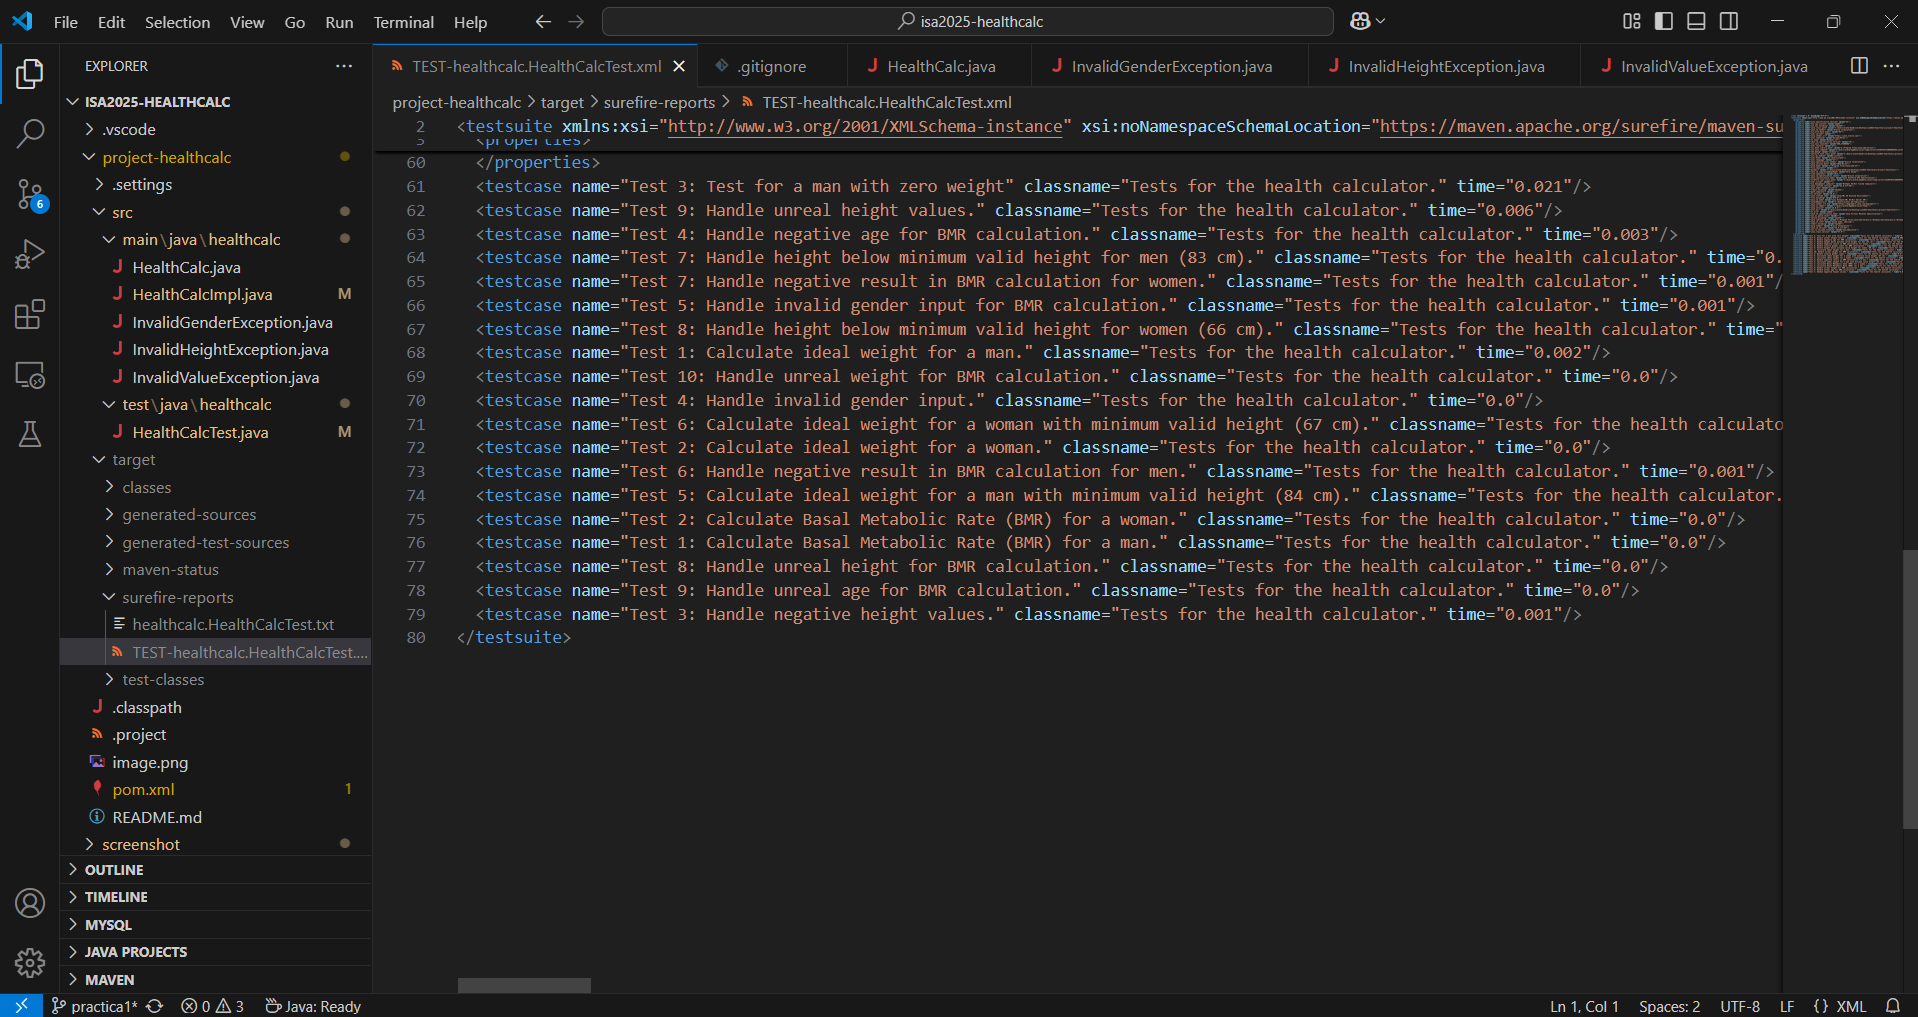 File Edit Selection View Go Run Terminal Help
isa2025-healthcalc
EXPLORER
ISA2025-HEALTHCALC
.vscode
project-healthcalc
.settings
src
main\java\healthcalc
HealthCalc.java
HealthCalcImpl.java M
InvalidGenderException.java
InvalidHeightException.java
InvalidValueException.java
test\java\healthcalc
HealthCalcTest.java M
target
classes
generated-sources
generated-test-sources
maven-status
surefire-reports
healthcalc.HealthCalcTest.txt
TEST-healthcalc.HealthCalcTest....
test-classes
.classpath
.project
image.png
pom.xml 1
README.md
screenshot
OUTLINE
TIMELINE
MYSQL
JAVA PROJECTS
MAVEN
6
TEST-healthcalc.HealthCalcTest.xml .gitignore HealthCalc.java InvalidGenderException.java InvalidHeightException.java InvalidValueException.java
project-healthcalc > target > surefire-reports > TEST-healthcalc.HealthCalcTest.xml
2 <testsuite xmlns:xsi="http://www.w3.org/2001/XMLSchema-instance" xsi:noNamespaceSchemaLocation="https://maven.apache.org/surefire/maven-su
3 <properties>
60 </properties>
61 <testcase name="Test 3: Test for a man with zero weight" classname="Tests for the health calculator." time="0.021"/>
62 <testcase name="Test 9: Handle unreal height values." classname="Tests for the health calculator." time="0.006"/>
63 <testcase name="Test 4: Handle negative age for BMR calculation." classname="Tests for the health calculator." time="0.003"/>
64 <testcase name="Test 7: Handle height below minimum valid height for men (83 cm)." classname="Tests for the health calculator." time="0.
65 <testcase name="Test 7: Handle negative result in BMR calculation for women." classname="Tests for the health calculator." time="0.001"/
66 <testcase name="Test 5: Handle invalid gender input for BMR calculation." classname="Tests for the health calculator." time="0.001"/>
67 <testcase name="Test 8: Handle height below minimum valid height for women (66 cm)." classname="Tests for the health calculator." time="
68 <testcase name="Test 1: Calculate ideal weight for a man." classname="Tests for the health calculator." time="0.002"/>
69 <testcase name="Test 10: Handle unreal weight for BMR calculation." classname="Tests for the health calculator." time="0.0"/>
70 <testcase name="Test 4: Handle invalid gender input." classname="Tests for the health calculator." time="0.0"/>
71 <testcase name="Test 6: Calculate ideal weight for a woman with minimum valid height (67 cm)." classname="Tests for the health calculato
72 <testcase name="Test 2: Calculate ideal weight for a woman." classname="Tests for the health calculator." time="0.0"/>
73 <testcase name="Test 6: Handle negative result in BMR calculation for men." classname="Tests for the health calculator." time="0.001"/>
74 <testcase name="Test 5: Calculate ideal weight for a man with minimum valid height (84 cm)." classname="Tests for the health calculator.
75 <testcase name="Test 2: Calculate Basal Metabolic Rate (BMR) for a woman." classname="Tests for the health calculator." time="0.0"/>
76 <testcase name="Test 1: Calculate Basal Metabolic Rate (BMR) for a man." classname="Tests for the health calculator." time="0.0"/>
77 <testcase name="Test 8: Handle unreal height for BMR calculation." classname="Tests for the health calculator." time="0.0"/>
78 <testcase name="Test 9: Handle unreal age for BMR calculation." classname="Tests for the health calculator." time="0.0"/>
79 <testcase name="Test 3: Handle negative height values." classname="Tests for the health calculator." time="0.001"/>
80 </testsuite>
practica1* 0 3 Java: Ready Ln 1, Col 1 Spaces: 2 UTF-8 LF {} XML